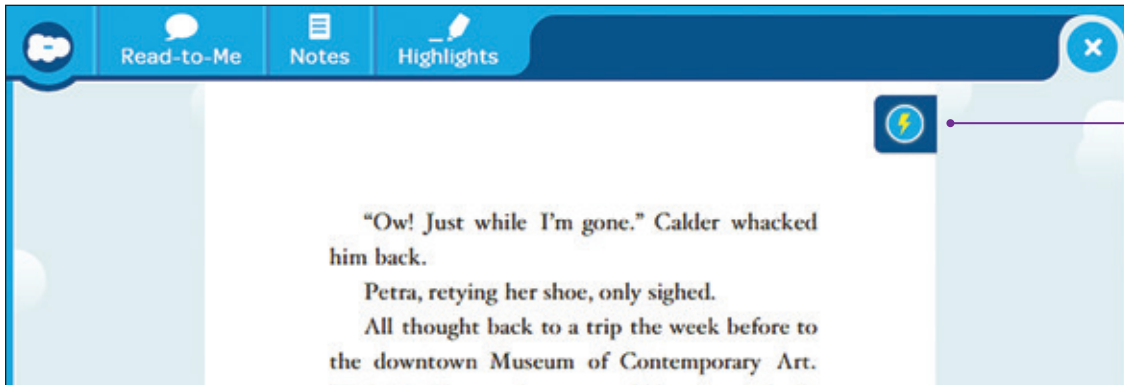 Read-to-Me Notes Highlights
“Ow! Just while I’m gone.” Calder whacked
him back.
Petra, retying her shoe, only sighed.
All thought back to a trip the week before to
the downtown Museum of Contemporary Art.